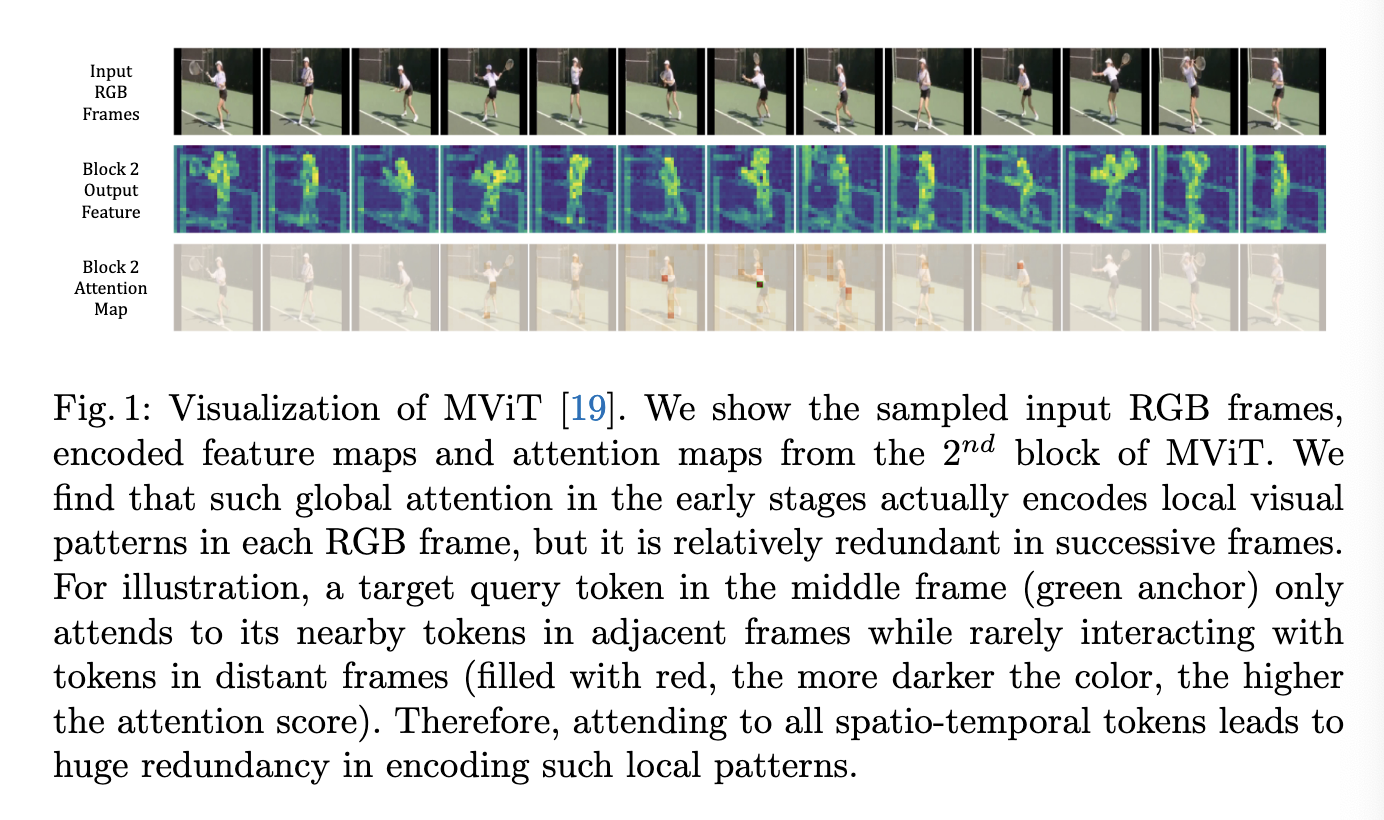 Input
RGB
Frames
Block 2
Output
Feature
Block 2
Attention
Map
Fig. 1: Visualization of MViT [19]. We show the sampled input RGB frames,
encoded feature maps and attention maps from the 2nd block of MViT. We
find that such global attention in the early stages actually encodes local visual
patterns in each RGB frame, but it is relatively redundant in successive frames.
For illustration, a target query token in the middle frame (green anchor) only
attends to its nearby tokens in adjacent frames while rarely interacting with
tokens in distant frames (filled with red, the more darker the color, the higher
the attention score). Therefore, attending to all spatio-temporal tokens leads to
huge redundancy in encoding such local patterns.